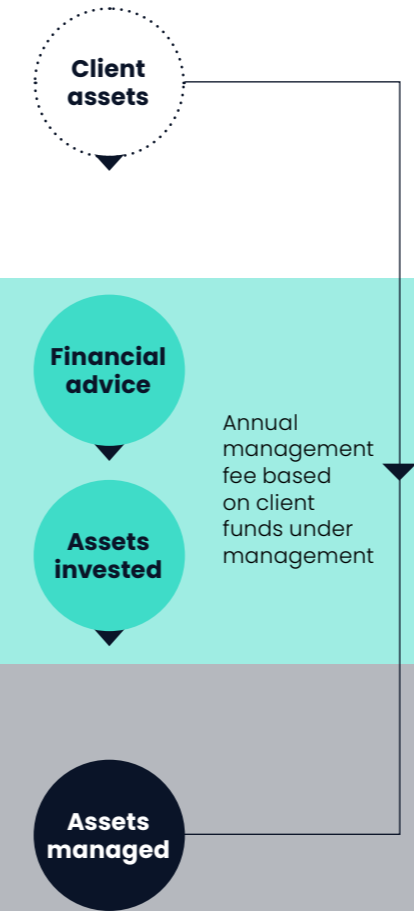 Client
assets
Financial
advice
Annual
management
fee based
on client
funds under
management
Assets
invested
Assets
managed